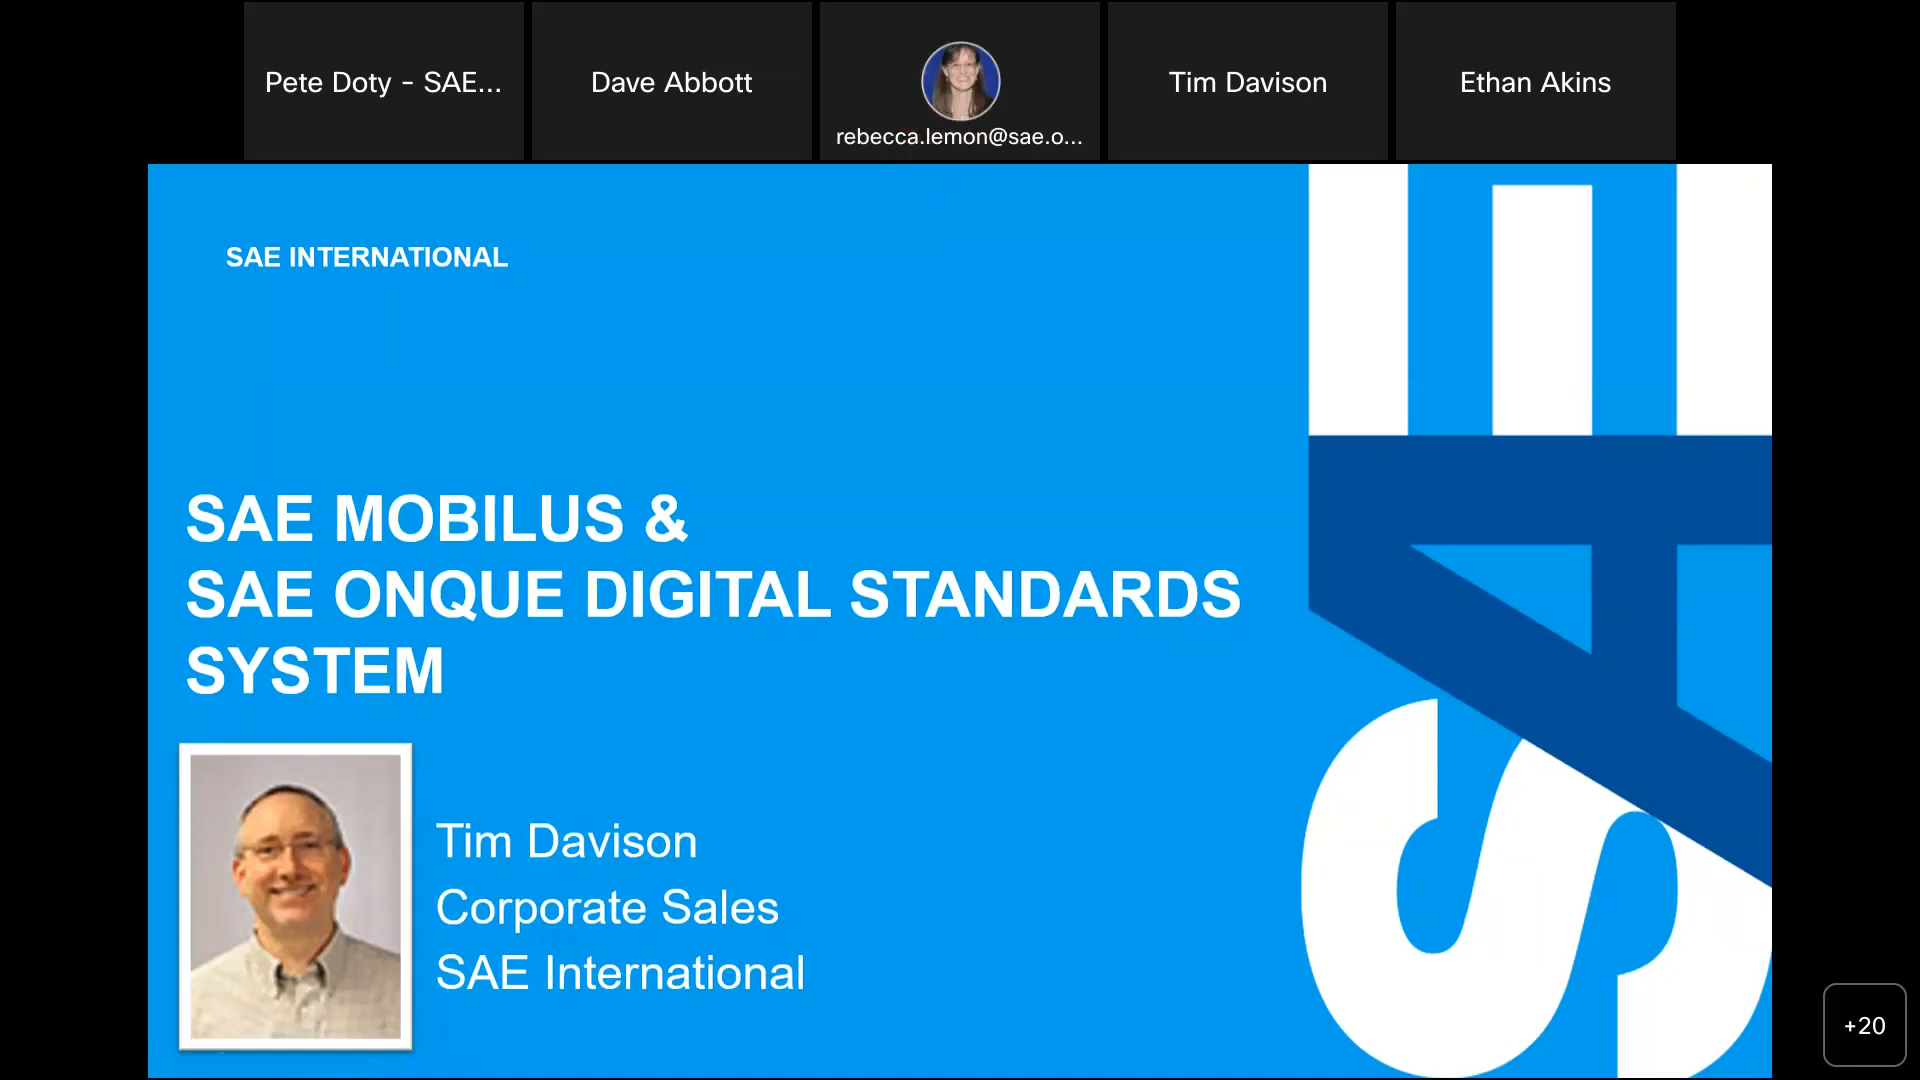 Pete Doty - SAE...
Dave Abbott
rebecca.lemon@sae.o...
Tim Davison
Ethan Akins
SAE INTERNATIONAL
SAE MOBILUS &
SAE ONQUE DIGITAL STANDARDS
SYSTEM
Tim Davison
Corporate Sales
SAE International
SAE
+20